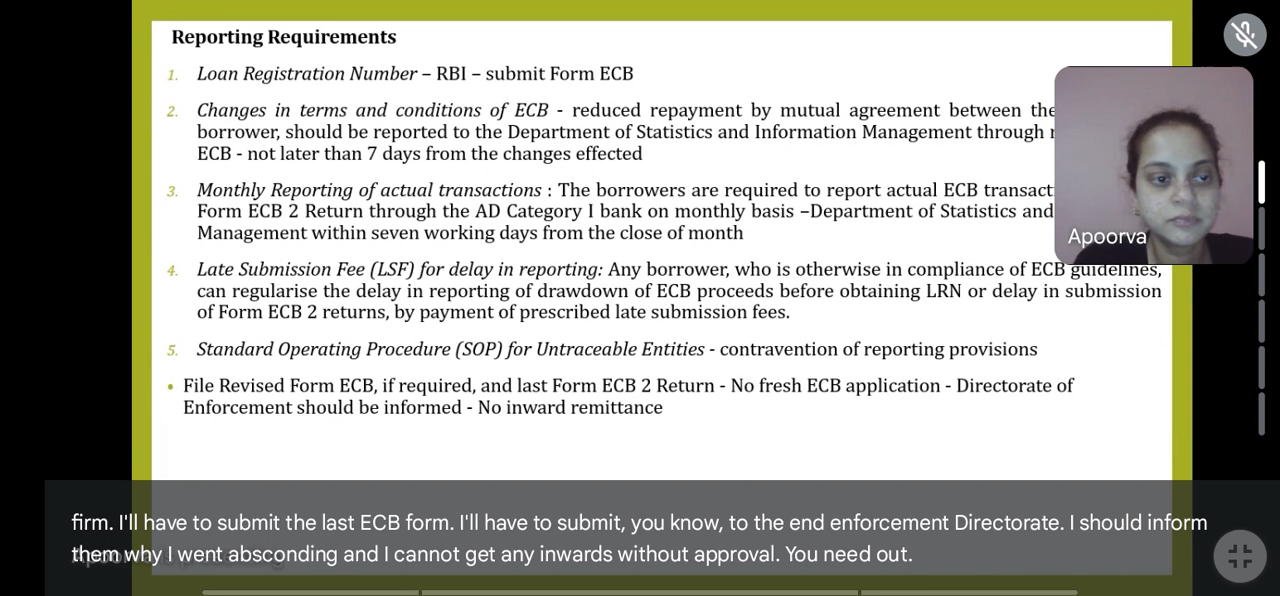 Reporting Requirements
1. Loan Registration Number – RBI – submit Form ECB
2. Changes in terms and conditions of ECB - reduced repayment by mutual agreement between the
borrower, should be reported to the Department of Statistics and Information Management through
ECB - not later than 7 days from the changes effected
3. Monthly Reporting of actual transactions : The borrowers are required to report actual ECB
Form ECB 2 Return through the AD Category I bank on monthly basis –Department of Statistics and
Management within seven working days from the close of month
Apoorva
4. Late Submission Fee (LSF) for delay in reporting: Any borrower, who is otherwise in compliance of ECB guidelines,
can regularise the delay in reporting of drawdown of ECB proceeds before obtaining LRN or delay in submission
of Form ECB 2 returns, by payment of prescribed late submission fees.
5. Standard Operating Procedure (SOP) for Untraceable Entities - contravention of reporting provisions
• File Revised Form ECB, if required, and last Form ECB 2 Return - No fresh ECB application - Directorate of
Enforcement should be informed - No inward remittance
firm. I'll have to submit the last ECB form. I'll have to submit, you know, to the end enforcement Directorate. I should inform
them why I went absconding and I cannot get any inwards without approval. You need out.